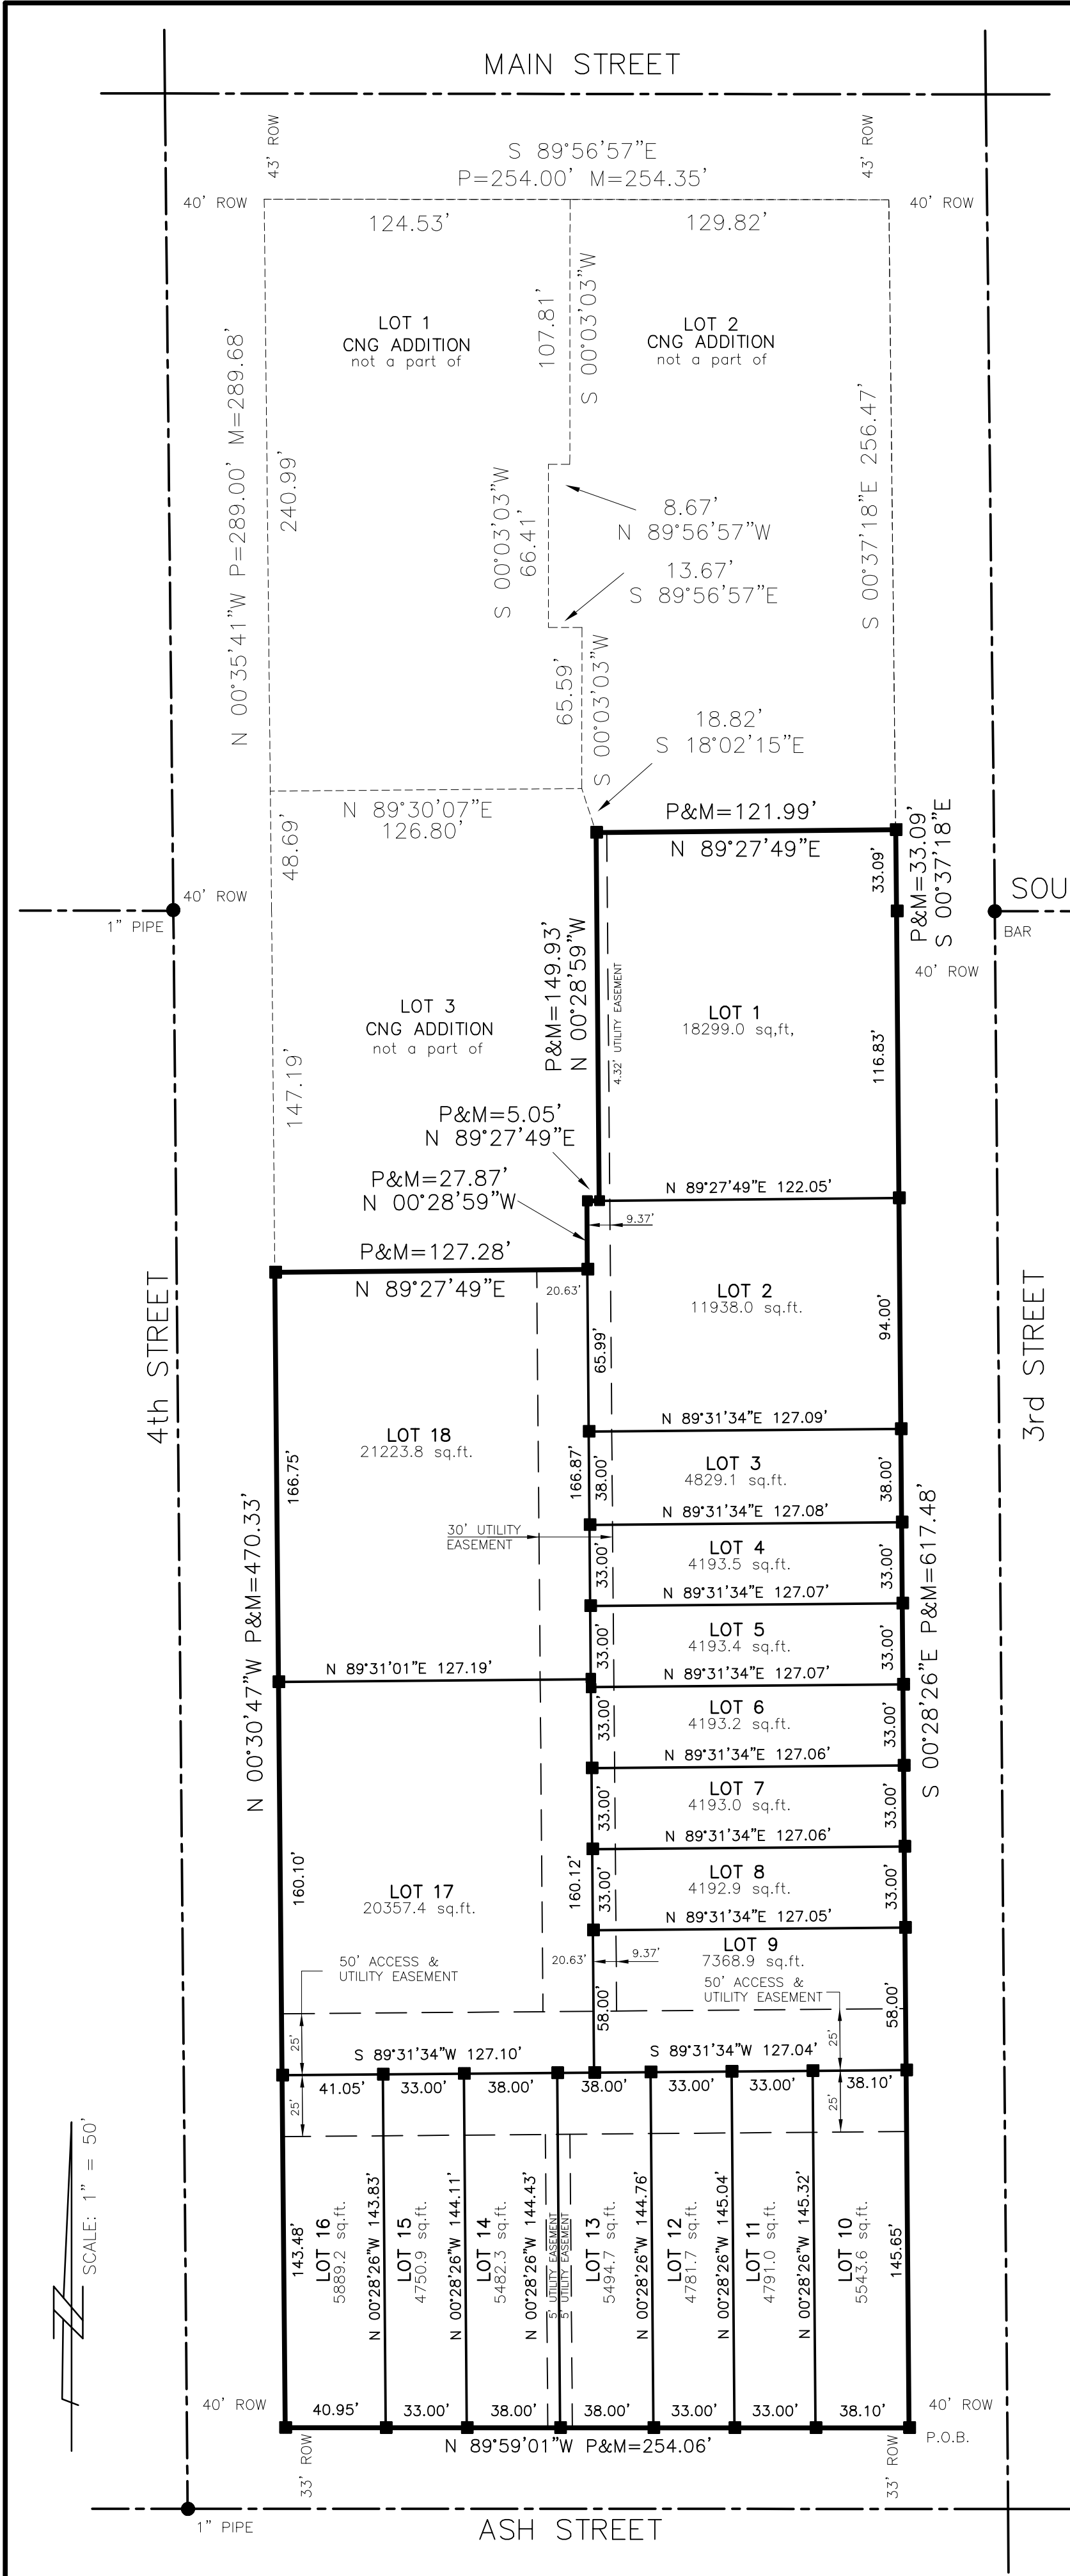 MAIN STREET
43' ROW
43' ROW
S 89°56'57"E
P=254.00' M=254.35'
40' ROW
40' ROW
124.53'
129.82'
107.81'
S 00°03'03"W
LOT 1
CNG ADDITION
not a part of
LOT 2
CNG ADDITION
not a part of
N 00°35'41"W P=289.00' M=289.68'
240.99'
S 00°03'03"W
66.41'
8.67'
N 89°56'57"W
13.67'
S 89°56'57"E
S 00°37'18"E 256.47'
65.59'
S 00°03'03"W
18.82'
S 18°02'15"E
N 89°30'07"E
126.80'
48.69'
P&M=121.99'
N 89°27'49"E
33.09'
P&M=33.09'
S 00°37'18"E
40' ROW
1" PIPE
SOU
BAR
40' ROW
P&M=149.93'
N 00°28'59"W
4.32' UTILITY EASEMENT
LOT 3
CNG ADDITION
not a part of
LOT 1
18299.0 sq,ft,
116.83'
147.19'
P&M=5.05'
N 89°27'49"E
P&M=27.87'
N 00°28'59"W
N 89°27'49"E 122.05'
9.37'
P&M=127.28'
N 89°27'49"E
20.63'
LOT 2
11938.0 sq.ft.
94.00'
65.99'
4th STREET
3rd STREET
N 89°31'34"E 127.09'
LOT 18
21223.8 sq.ft.
166.75'
166.87'
38.00'
LOT 3
4829.1 sq.ft.
38.00'
N 89°31'34"E 127.08'
30' UTILITY
EASEMENT
33.00'
LOT 4
4193.5 sq.ft.
33.00'
N 89°31'34"E 127.07'
N 00°30'47"W P&M=470.33'
S 00°28'26"E P&M=617.48'
33.00'
LOT 5
4193.4 sq.ft.
33.00'
N 89°31'01"E 127.19'
N 89°31'34"E 127.07'
33.00'
LOT 6
4193.2 sq.ft.
33.00'
N 89°31'34"E 127.06'
33.00'
LOT 7
4193.0 sq.ft.
33.00'
N 89°31'34"E 127.06'
160.10'
LOT 17
20357.4 sq.ft.
160.12'
33.00'
LOT 8
4192.9 sq.ft.
33.00'
N 89°31'34"E 127.05'
LOT 9
7368.9 sq.ft.
20.63'
9.37'
50' ACCESS &
UTILITY EASEMENT
50' ACCESS &
UTILITY EASEMENT
58.00'
58.00'
25'
25'
S 89°31'34"W 127.10'
S 89°31'34"W 127.04'
41.05'
33.00'
38.00'
38.00'
33.00'
33.00'
38.10'
25'
25'
SCALE: 1" = 50'
143.48'
LOT 16
5889.2 sq.ft.
N 00°28'26"W 143.83'
LOT 15
4750.9 sq.ft.
N 00°28'26"W 144.11'
LOT 14
5482.3 sq.ft.
N 00°28'26"W 144.43'
5' UTILITY EASEMENT
5' UTILITY EASEMENT
LOT 13
5494.7 sq.ft.
N 00°28'26"W 144.76'
LOT 12
4781.7 sq.ft.
N 00°28'26"W 145.04'
LOT 11
4791.0 sq.ft.
N 00°28'26"W 145.32'
LOT 10
5543.6 sq.ft.
145.65'
40' ROW
40.95'
33.00'
38.00'
38.00'
33.00'
33.00'
38.10'
40' ROW
N 89°59'01"W P&M=254.06'
P.O.B.
33' ROW
33' ROW
1" PIPE
ASH STREET